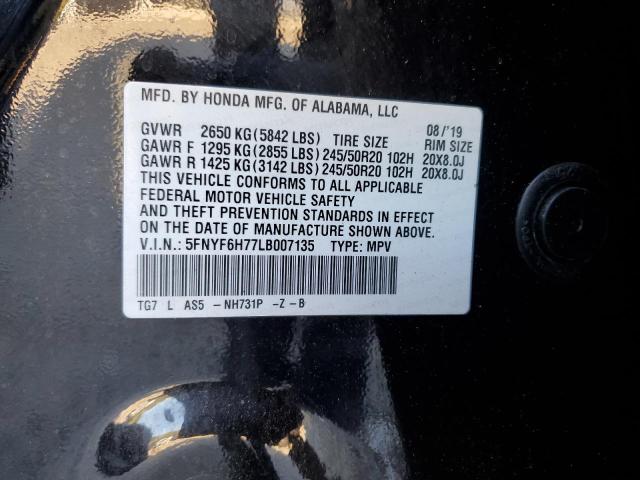 MFD. BY HONDA MFG. OF ALABAMA, LLC
GVWR 2650 KG (5842 LBS) TIRE SIZE 08/'19 RIM SIZE
GAWR F 1295 KG (2855 LBS) 245/50R20 102H 20X8.0J
GAWR R 1425 KG (3142 LBS) 245/50R20 102H 20X8.0J
THIS VEHICLE CONFORMS TO ALL APPLICABLE
FEDERAL MOTOR VEHICLE SAFETY
AND THEFT PREVENTION STANDARDS IN EFFECT
ON THE DATE OF MANUFACTURE SHOWN ABOVE.
V.I.N.: 5FNYF6H77LB007135 TYPE: MPV
TG7 L AS5 -NH731P -Z-B